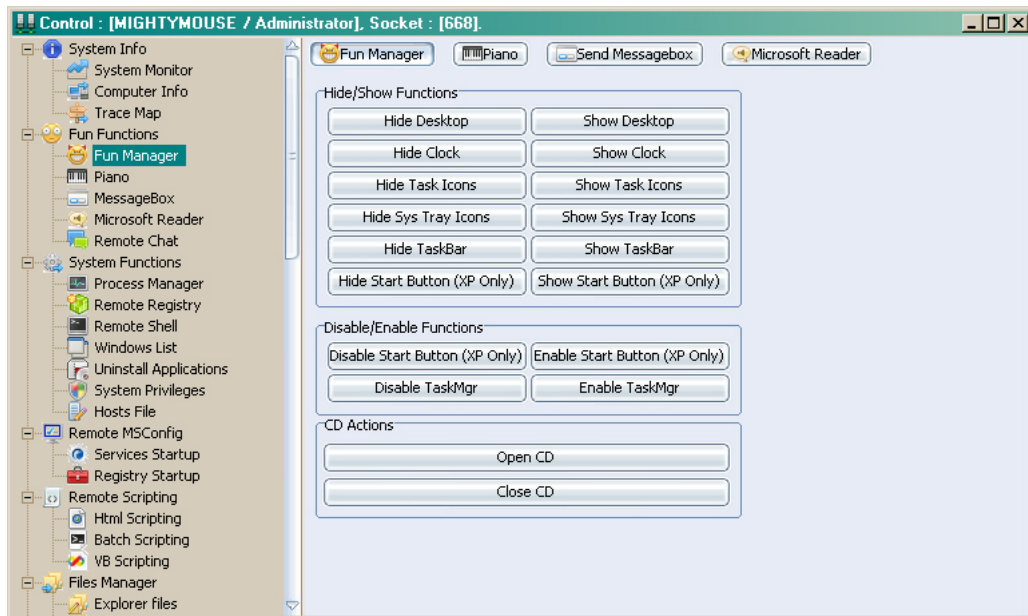 Control : [MIGHTYMOUSE / Administrator], Socket : [668].
System Info
System Monitor
Computer Info
Trace Map
Fun Functions
Fun Manager
Piano
MessageBox
Microsoft Reader
Remote Chat
System Functions
Process Manager
Remote Registry
Remote Shell
Windows List
Uninstall Applications
System Privileges
Hosts File
Remote MSConfig
Services Startup
Registry Startup
Remote Scripting
Html Scripting
Batch Scripting
VB Scripting
Files Manager
Explorer files
Fun Manager Piano Send Messagebox Microsoft Reader
Hide/Show Functions
Hide Desktop Show Desktop
Hide Clock Show Clock
Hide Task Icons Show Task Icons
Hide Sys Tray Icons Show Sys Tray Icons
Hide TaskBar Show TaskBar
Hide Start Button (XP Only) Show Start Button (XP Only)
Disable/Enable Functions
Disable Start Button (XP Only) Enable Start Button (XP Only)
Disable TaskMgr Enable TaskMgr
CD Actions
Open CD
Close CD